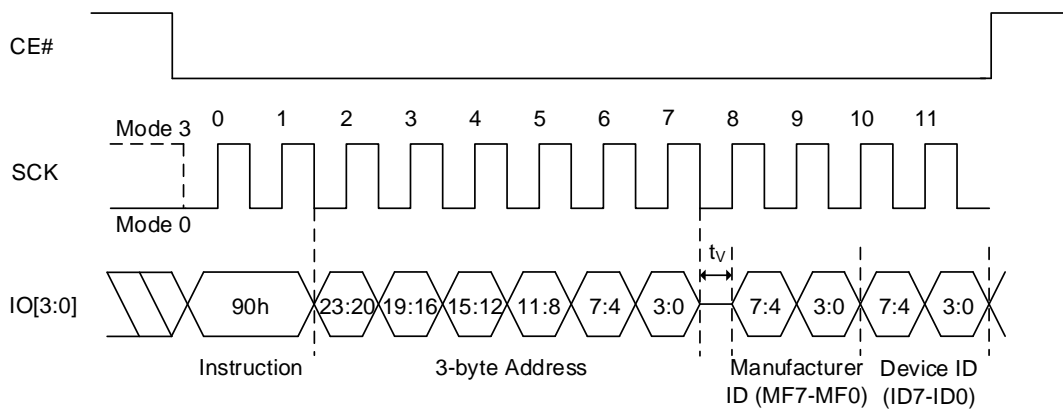 CE#
0 1 2 3 4 5 6 7 8 9 10 11
Mode 3
SCK
Mode 0
tV
IO[3:0] 90h 23:20 19:16 15:12 11:8 7:4 3:0 7:4 3:0 7:4 3:0
Instruction 3-byte Address Manufacturer Device ID
ID (MF7-MF0) (ID7-ID0)